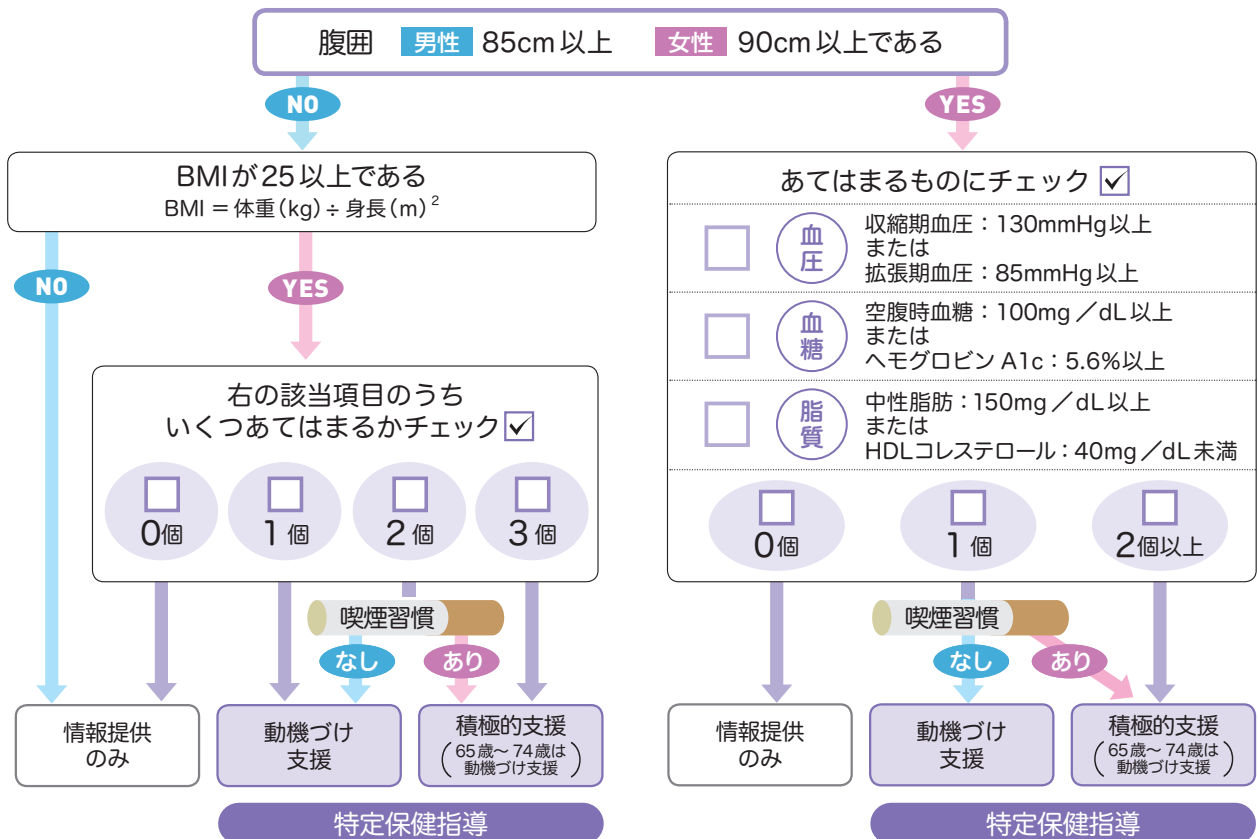 腹囲 男性 85cm以上 女性 90cm以上である
NO
YES
BMIが25以上である
BMI＝体重(kg)÷身長(m)²
NO
YES
右の該当項目のうち
いくつあてはまるかチェック
0個
1個
2個
3個
喫煙習慣
なし
あり
情報提供
のみ
動機づけ
支援
積極的支援
(65歳～74歳は
動機づけ支援)
特定保健指導
あてはまるものにチェック
血圧
収縮期血圧：130mmHg以上
または
拡張期血圧：85mmHg以上
血糖
空腹時血糖：100mg／dL以上
または
ヘモグロビンA1c：5.6%以上
脂質
中性脂肪：150mg／dL以上
または
HDLコレステロール：40mg／dL未満
0個
1個
2個以上
喫煙習慣
なし
あり
情報提供
のみ
動機づけ
支援
積極的支援
(65歳～74歳は
動機づけ支援)
特定保健指導